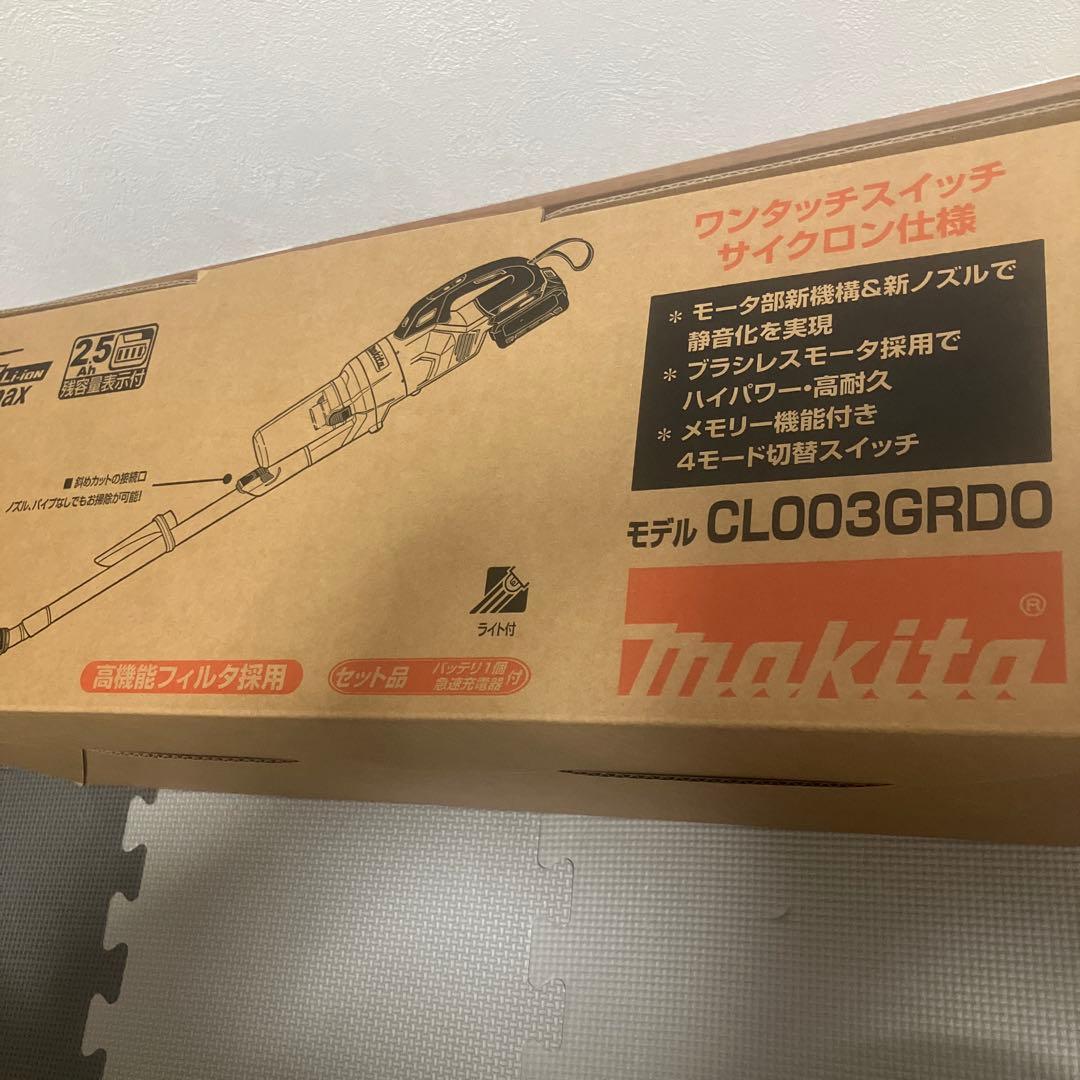 ワンタッチスイッチ
サイクロン仕様
* モータ部新機構&新ノズルで
静音化を実現
* ブラシレスモータ採用で
ハイパワー・高耐久
* メモリー機能付き
4モード切替スイッチ
モデル CL003GRDO
makita®
Li-ion
max
2.5
Ah
残容量表示付
makita
■斜めカットの接続口
ノズル、パイプなしでもお掃除が可能!
ライト付
高機能フィルタ採用
セット品 バッテリ1個
急速充電器 付